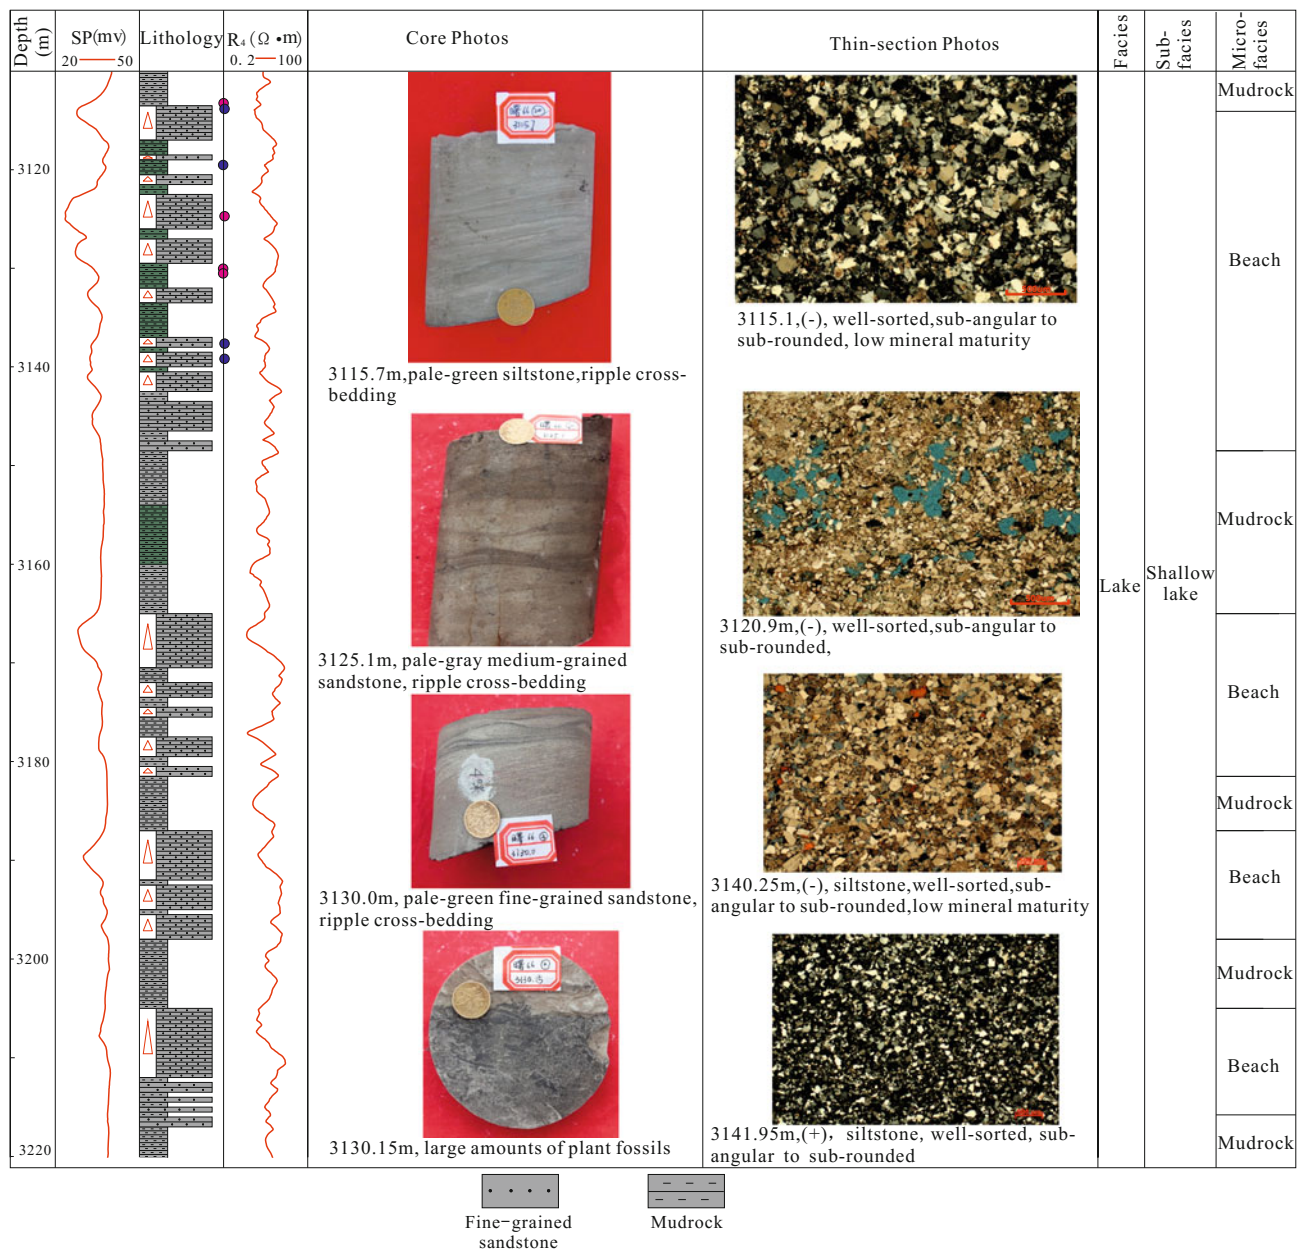 Depth (m)
SP(mv)
20 50
Lithology
R₄ (Ω •m)
0.2 100
Core Photos
Thin-section Photos
Facies
Sub-facies
Micro-facies
3120
3140
3160
3180
3200
3220
3115.7m,pale-green siltstone,ripple cross-
bedding
3125.1m, pale-gray medium-grained
sandstone, ripple cross-bedding
3130.0m, pale-green fine-grained sandstone,
ripple cross-bedding
3130.15m, large amounts of plant fossils
3115.1,(-), well-sorted,sub-angular to
sub-rounded, low mineral maturity
3120.9m,(-), well-sorted,sub-angular to
sub-rounded,
3140.25m,(-), siltstone,well-sorted,sub-
angular to sub-rounded,low mineral maturity
3141.95m,(+), siltstone, well-sorted, sub-
angular to sub-rounded
Lake
Shallow
lake
Mudrock
Beach
Mudrock
Beach
Mudrock
Beach
Mudrock
Beach
Mudrock
Fine-grained
sandstone
Mudrock